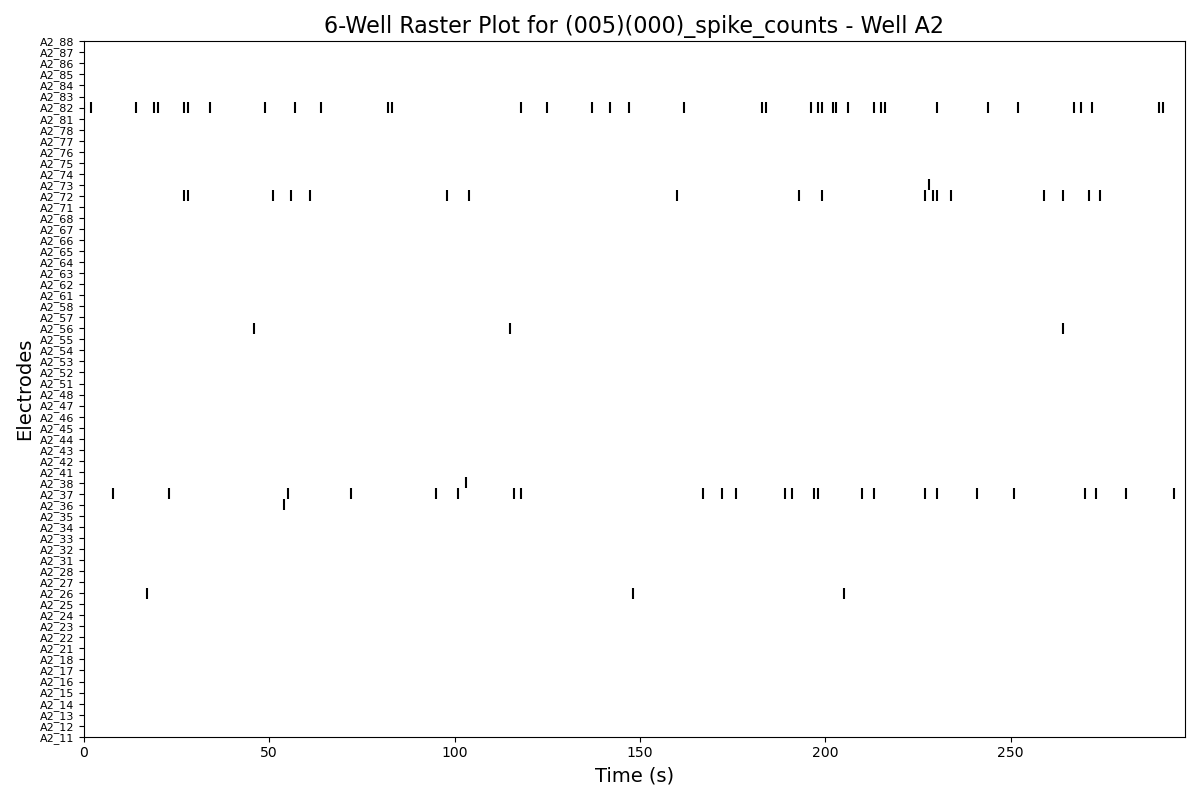 6-Well Raster Plot for (005)(000)_spike_counts - Well A2
Electrodes
A2_88
A2_87
A2_86
A2_85
A2_84
A2_83
A2_82
A2_81
A2_78
A2_77
A2_76
A2_75
A2_74
A2_73
A2_72
A2_71
A2_68
A2_67
A2_66
A2_65
A2_64
A2_63
A2_62
A2_61
A2_58
A2_57
A2_56
A2_55
A2_54
A2_53
A2_52
A2_51
A2_48
A2_47
A2_46
A2_45
A2_44
A2_43
A2_42
A2_41
A2_38
A2_37
A2_36
A2_35
A2_34
A2_33
A2_32
A2_31
A2_28
A2_27
A2_26
A2_25
A2_24
A2_23
A2_22
A2_21
A2_18
A2_17
A2_16
A2_15
A2_14
A2_13
A2_12
A2_11
0 50 100 150 200 250
Time (s)